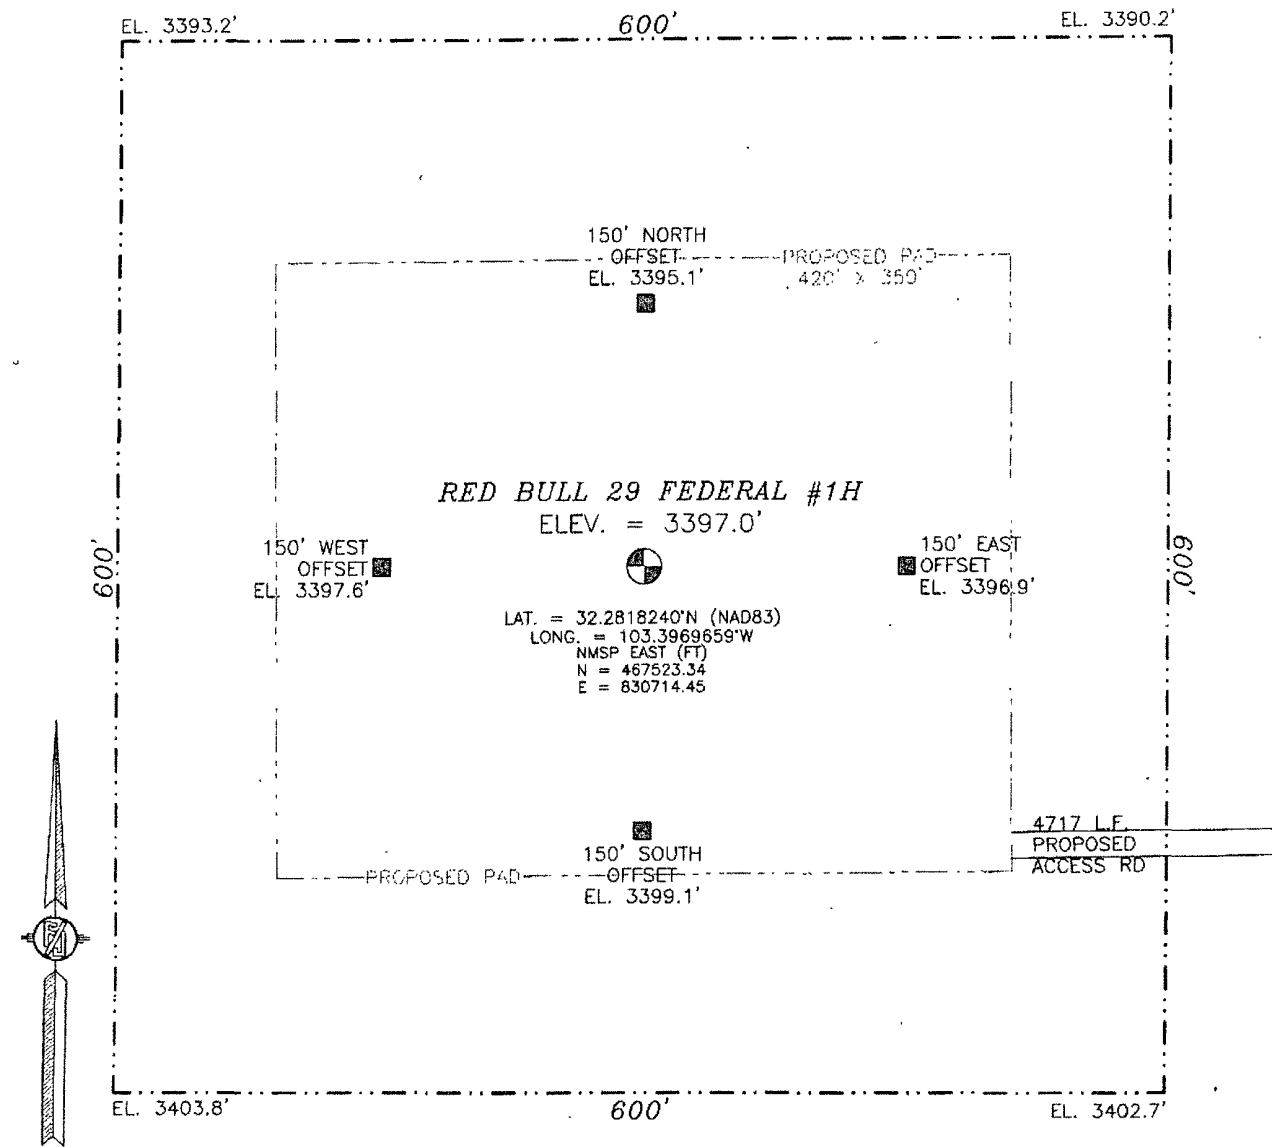 EL. 3393.2'
600'
EL. 3390.2'
150' NORTH
OFFSET
EL. 3395.1'
PROPOSED PAD
420' X 350'
RED BULL 29 FEDERAL #1H
ELEV. = 3397.0'
150' WEST
OFFSET
EL. 3397.6'
150' EAST
OFFSET
EL. 3396.9'
600'
600'
LAT. = 32.2818240°N (NAD83)
LONG. = 103.3969659°W
NMSP EAST (FT)
N = 467523.34
E = 830714.45
4717 L.F.
PROPOSED
ACCESS RD
150' SOUTH
OFFSET
EL. 3399.1'
PROPOSED PAD
EL. 3403.8'
600'
EL. 3402.7'